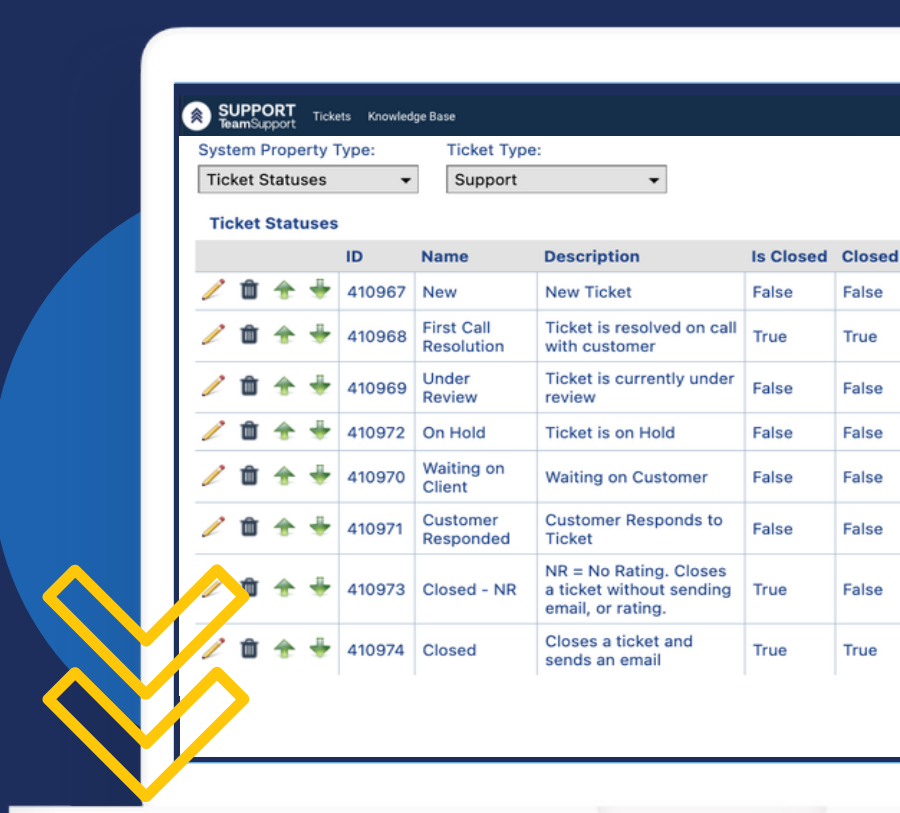 SUPPORT
TeamSupport
Tickets Knowledge Base
System Property Type: Ticket Type:
Ticket Statuses Support
Ticket Statuses
ID Name Description Is Closed Closed
410967 New New Ticket False False
410968 First Call Resolution Ticket is resolved on call with customer True True
410969 Under Review Ticket is currently under review False False
410972 On Hold Ticket is on Hold False False
410970 Waiting on Client Waiting on Customer False False
410971 Customer Responded Customer Responds to Ticket False False
410973 Closed - NR NR = No Rating. Closes a ticket without sending email, or rating. True False
410974 Closed Closes a ticket and sends an email True True